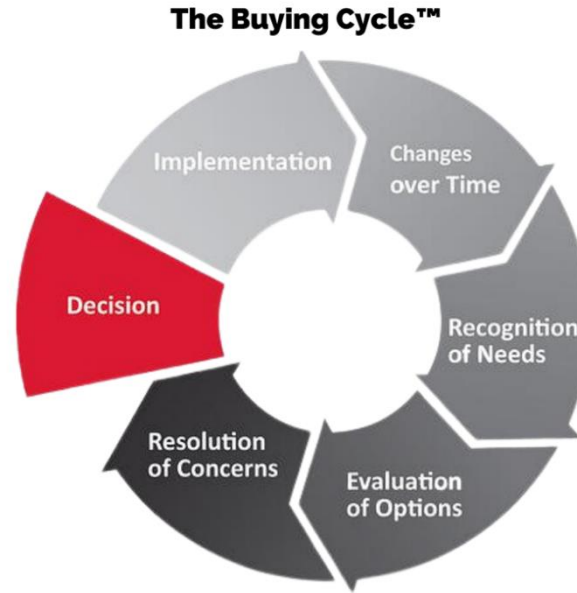 The Buying Cycle™
Implementation
Changes
over Time
Recognition
of Needs
Evaluation
of Options
Resolution
of Concerns
Decision